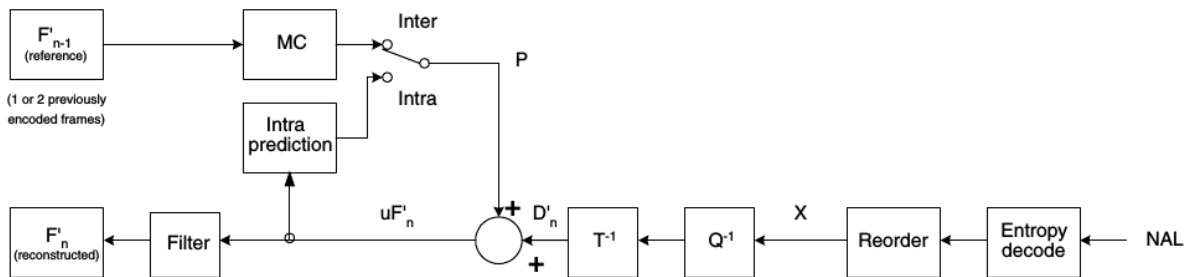 F'n-1
(reference)
(1 or 2 previously
encoded frames)
MC
Inter
P
Intra
Intra
prediction
F'n
(reconstructed)
Filter
uF'n
+
+
D'n
T-1
Q-1
X
Reorder
Entropy
decode
NAL